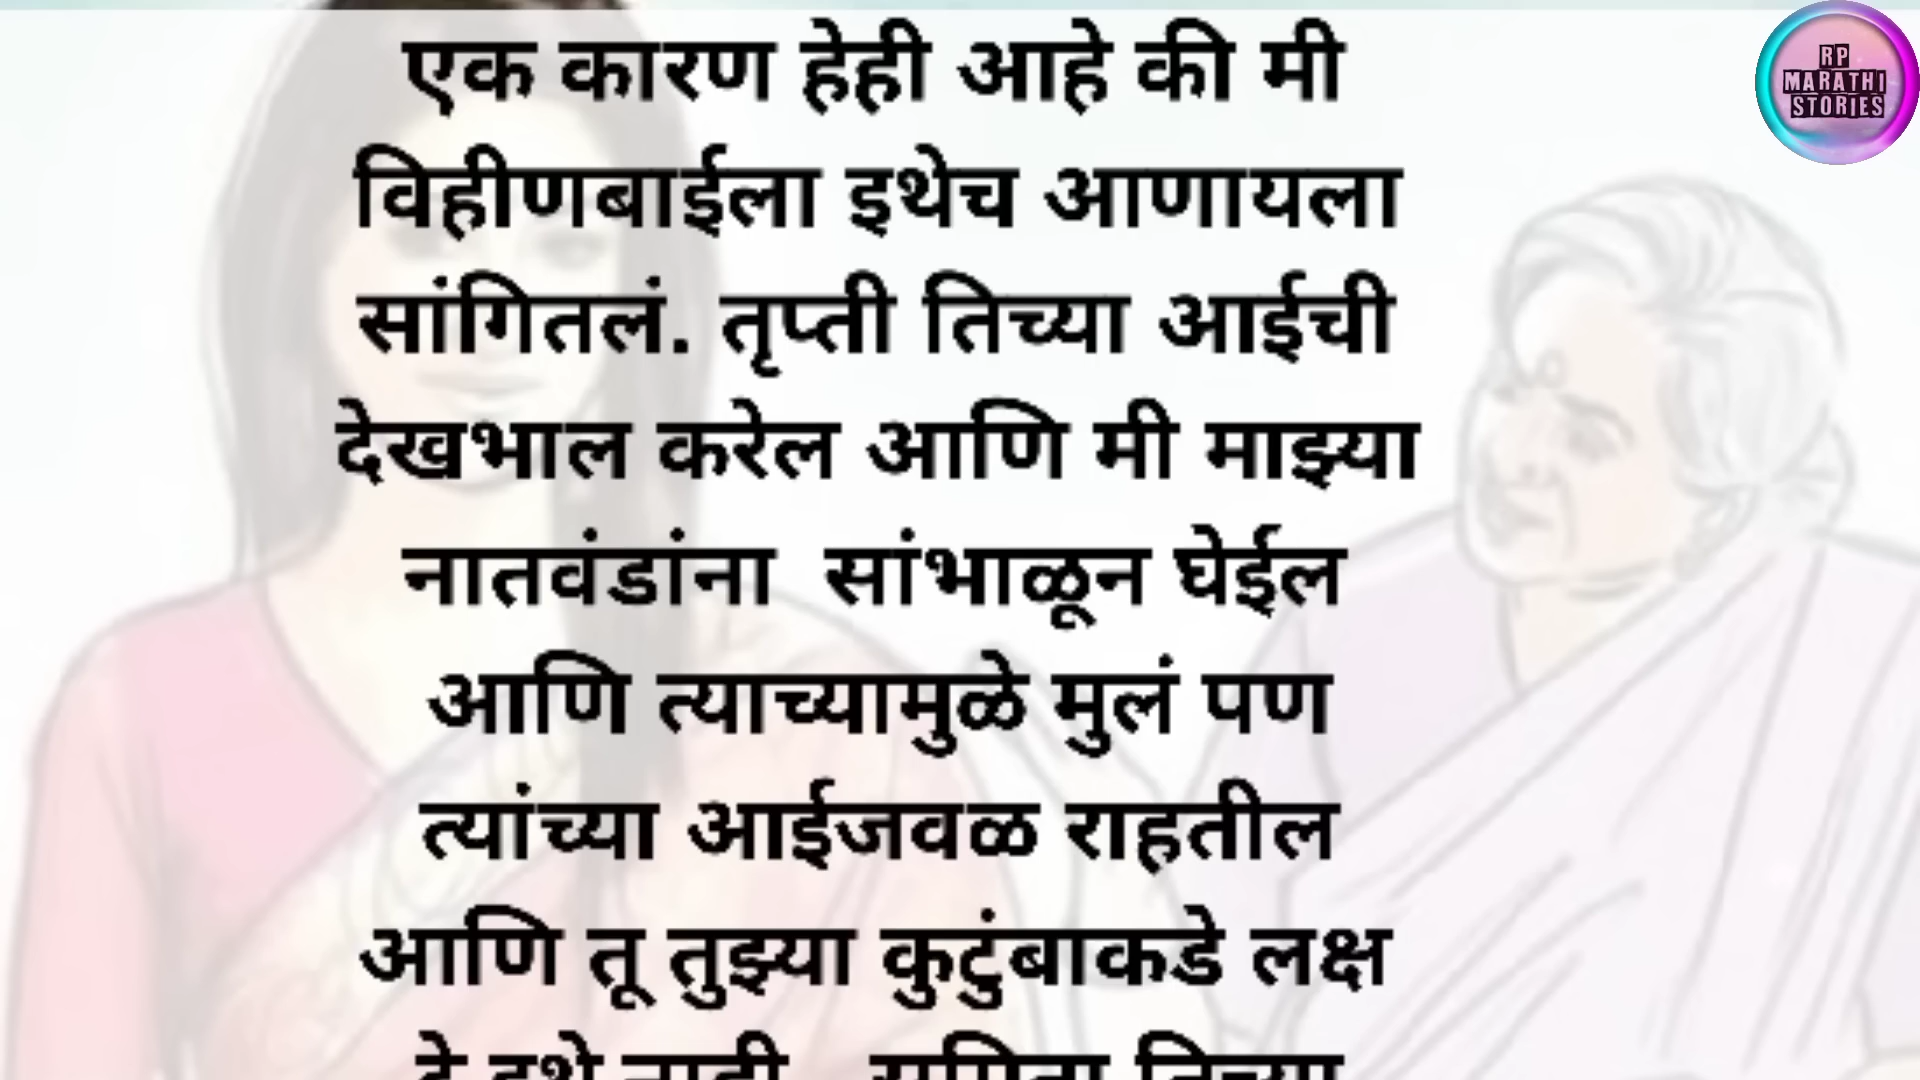 एक कारण हेही आहे की मी
विहीणबाईला इथेच आणायला
सांगितलं. तृप्ती तिच्या आईची
देखभाल करेल आणि मी माझ्या
नातवंडांना  सांभाळून घेईल
आणि त्याच्यामुळे मुलं पण
त्यांच्या आईजवळ राहतील
आणि तू तुझ्या कुटुंबाकडे लक्ष
RP
MARATHI
STORIES